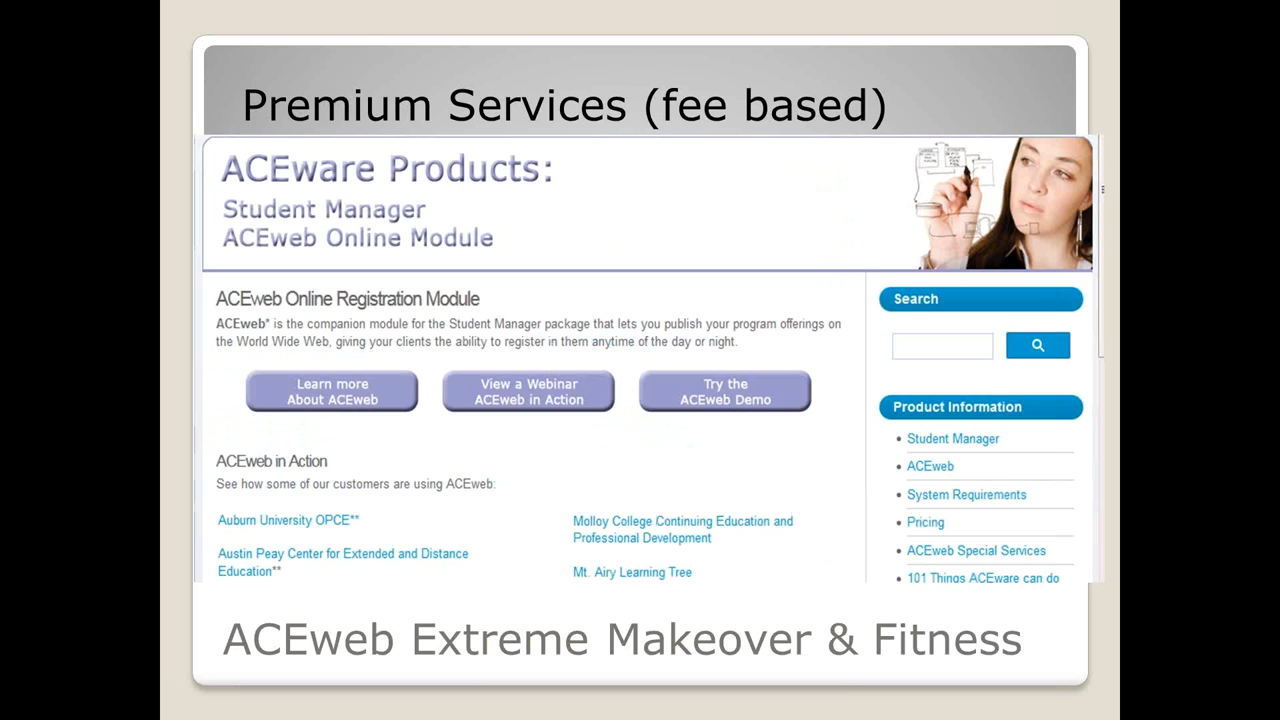 Premium Services (fee based)
ACEware Products:
Student Manager
ACEweb Online Module
ACEweb Online Registration Module
ACEweb* is the companion module for the Student Manager package that lets you publish your program offerings on
the World Wide Web, giving your clients the ability to register in them anytime of the day or night.
Learn more
About ACEweb
View a Webinar
ACEweb in Action
Try the
ACEweb Demo
ACEweb in Action
See how some of our customers are using ACEweb:
Auburn University OPCE**
Austin Peay Center for Extended and Distance
Education**
Molloy College Continuing Education and
Professional Development
Mt. Airy Learning Tree
Search
Product Information
Student Manager
ACEweb
System Requirements
Pricing
ACEweb Special Services
101 Things ACEware can do
ACEweb Extreme Makeover & Fitness